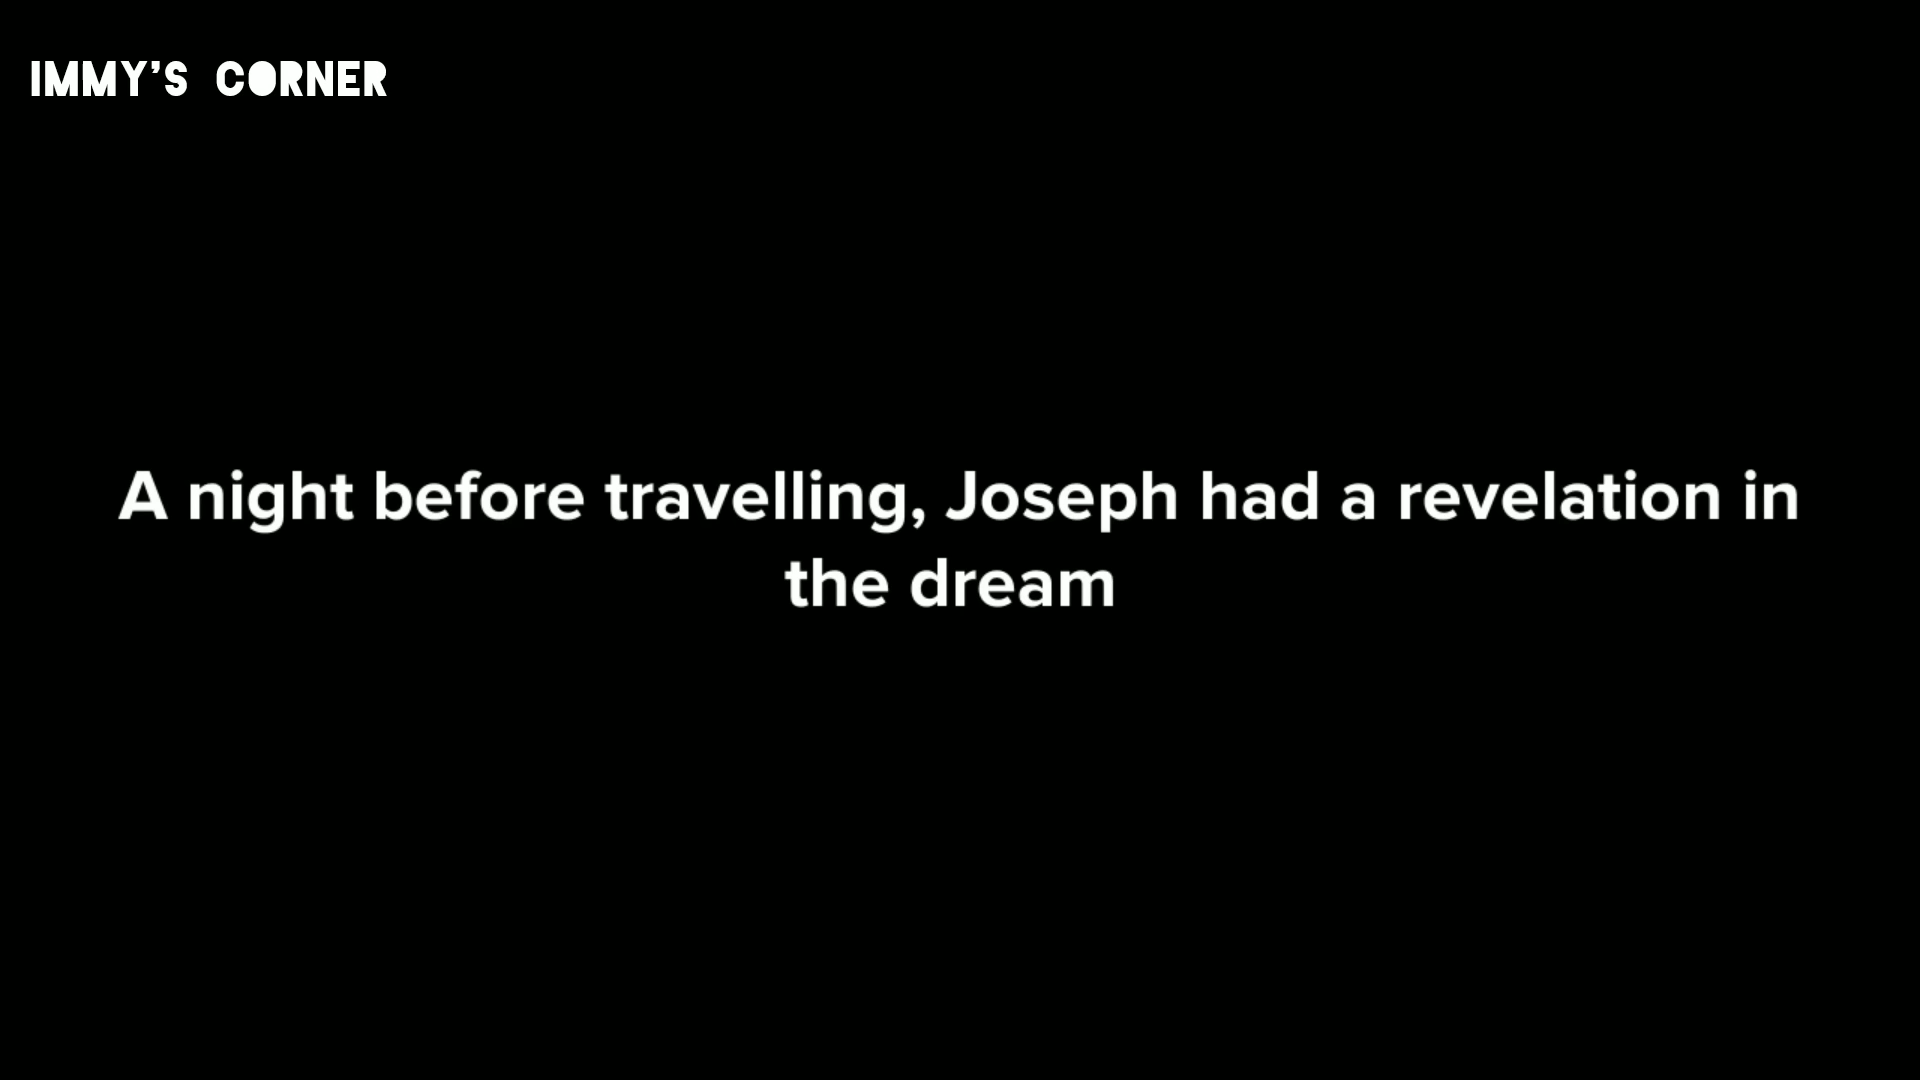 IMMY'S CORNER
A night before travelling, Joseph had a revelation in
the dream